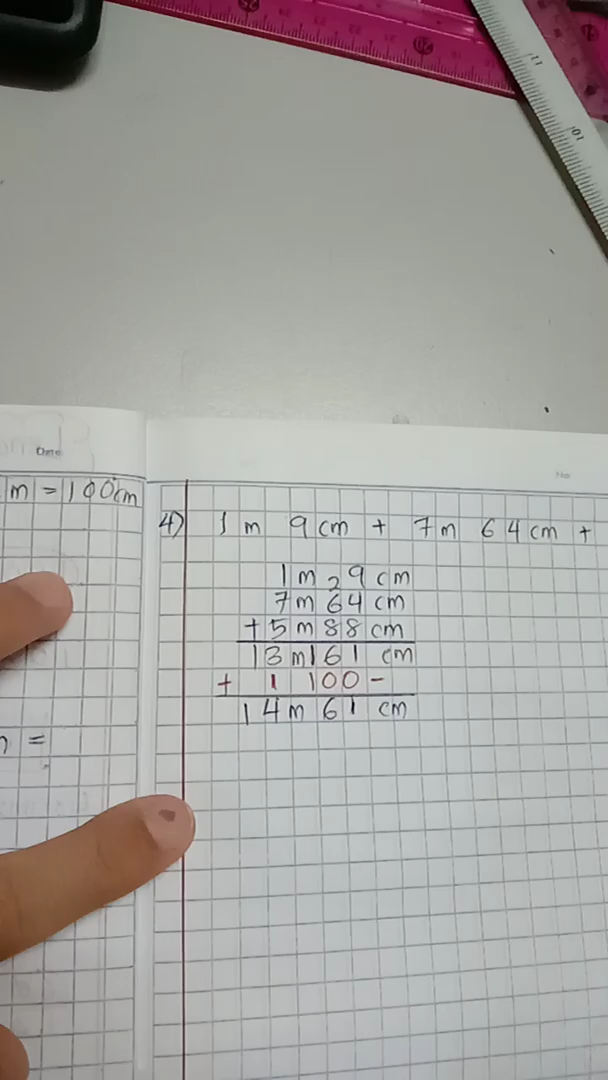 Date
No
m = 100cm
4) 1 m 9 cm + 7 m 64 cm +
1 m 9 cm
2
7 m 64 cm
+ 5 m 88 cm
13 m 161 cm
+ 1 100 -
14 m 61 cm
=